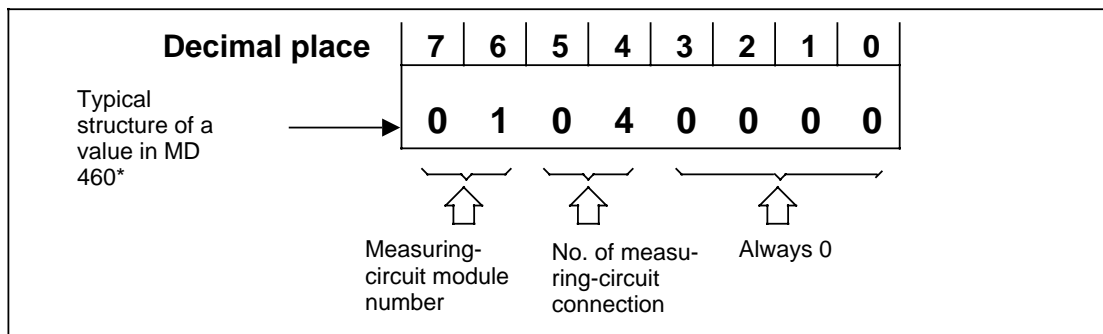 Decimal place 7 6 5 4 3 2 1 0
Typical
structure of a
value in MD
460*
0 1 0 4 0 0 0 0
Measuring-
circuit module
number
No. of measu-
ring-circuit
connection
Always 0